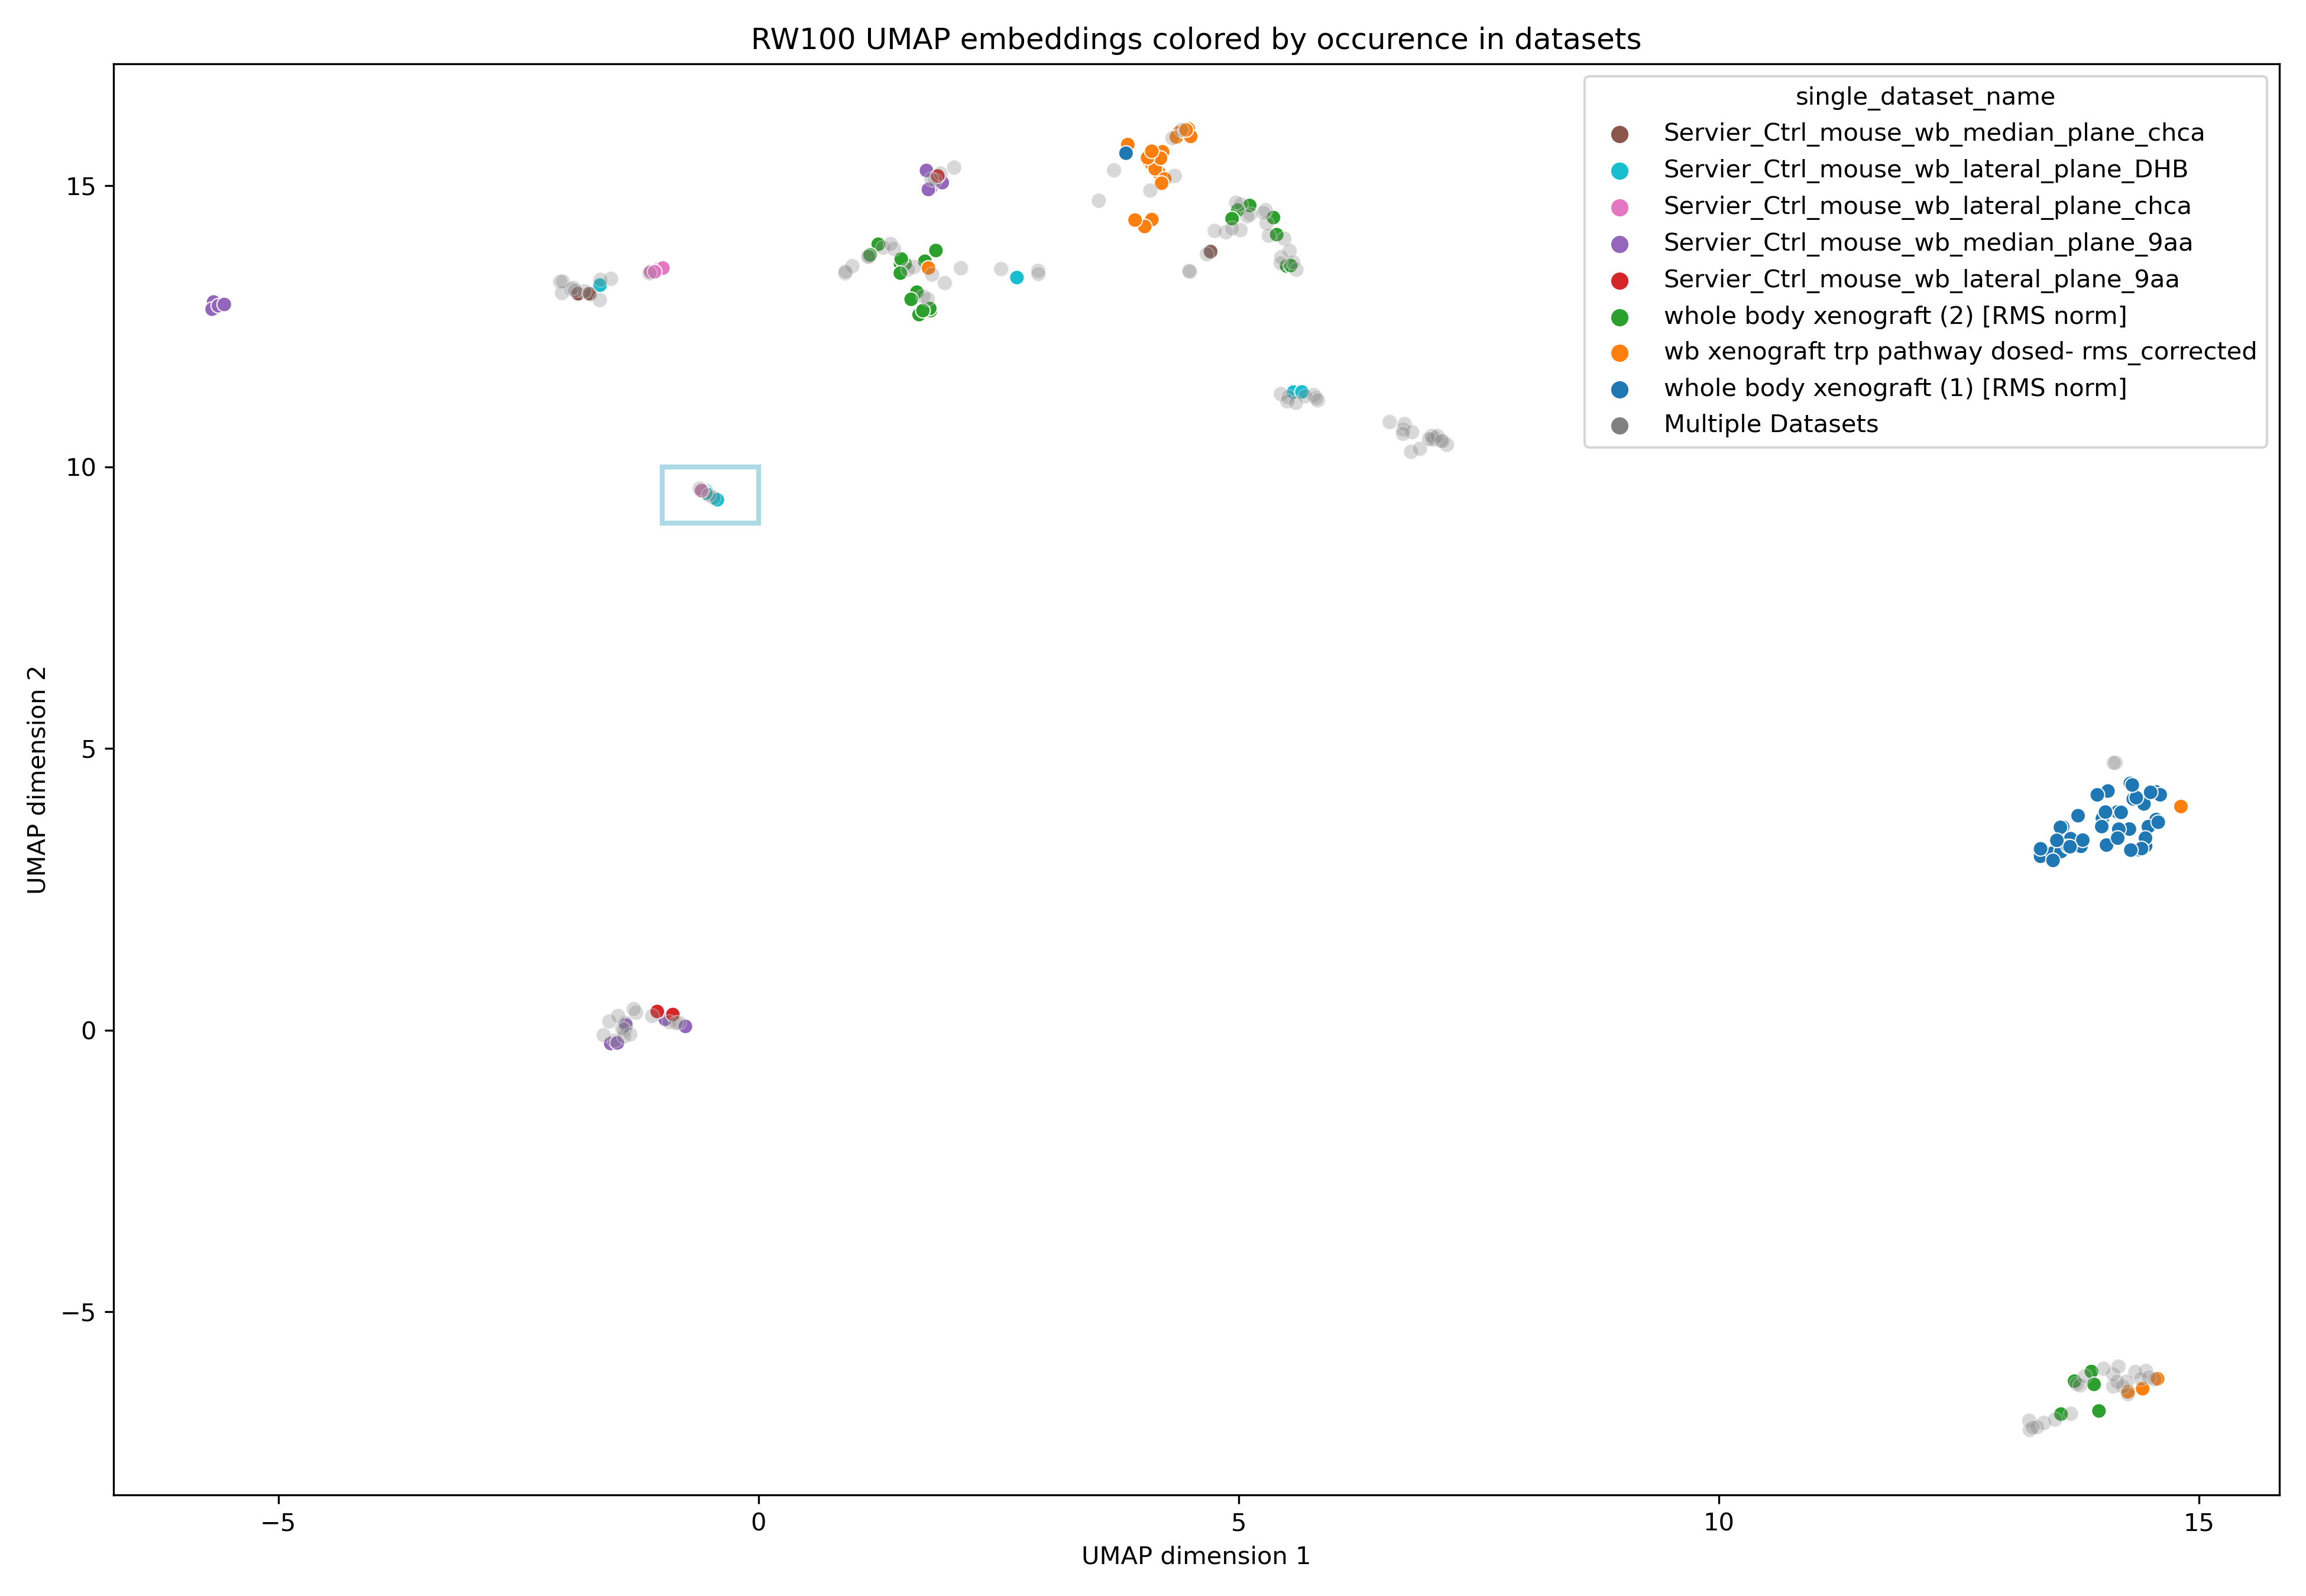 RW100 UMAP embeddings colored by occurence in datasets
single_dataset_name
Servier_Ctrl_mouse_wb_median_plane_chca
Servier_Ctrl_mouse_wb_lateral_plane_DHB
Servier_Ctrl_mouse_wb_lateral_plane_chca
Servier_Ctrl_mouse_wb_median_plane_9aa
Servier_Ctrl_mouse_wb_lateral_plane_9aa
whole body xenograft (2) [RMS norm]
wb xenograft trp pathway dosed- rms_corrected
whole body xenograft (1) [RMS norm]
Multiple Datasets
UMAP dimension 2
15
10
5
0
−5
−5
0
5
10
15
UMAP dimension 1